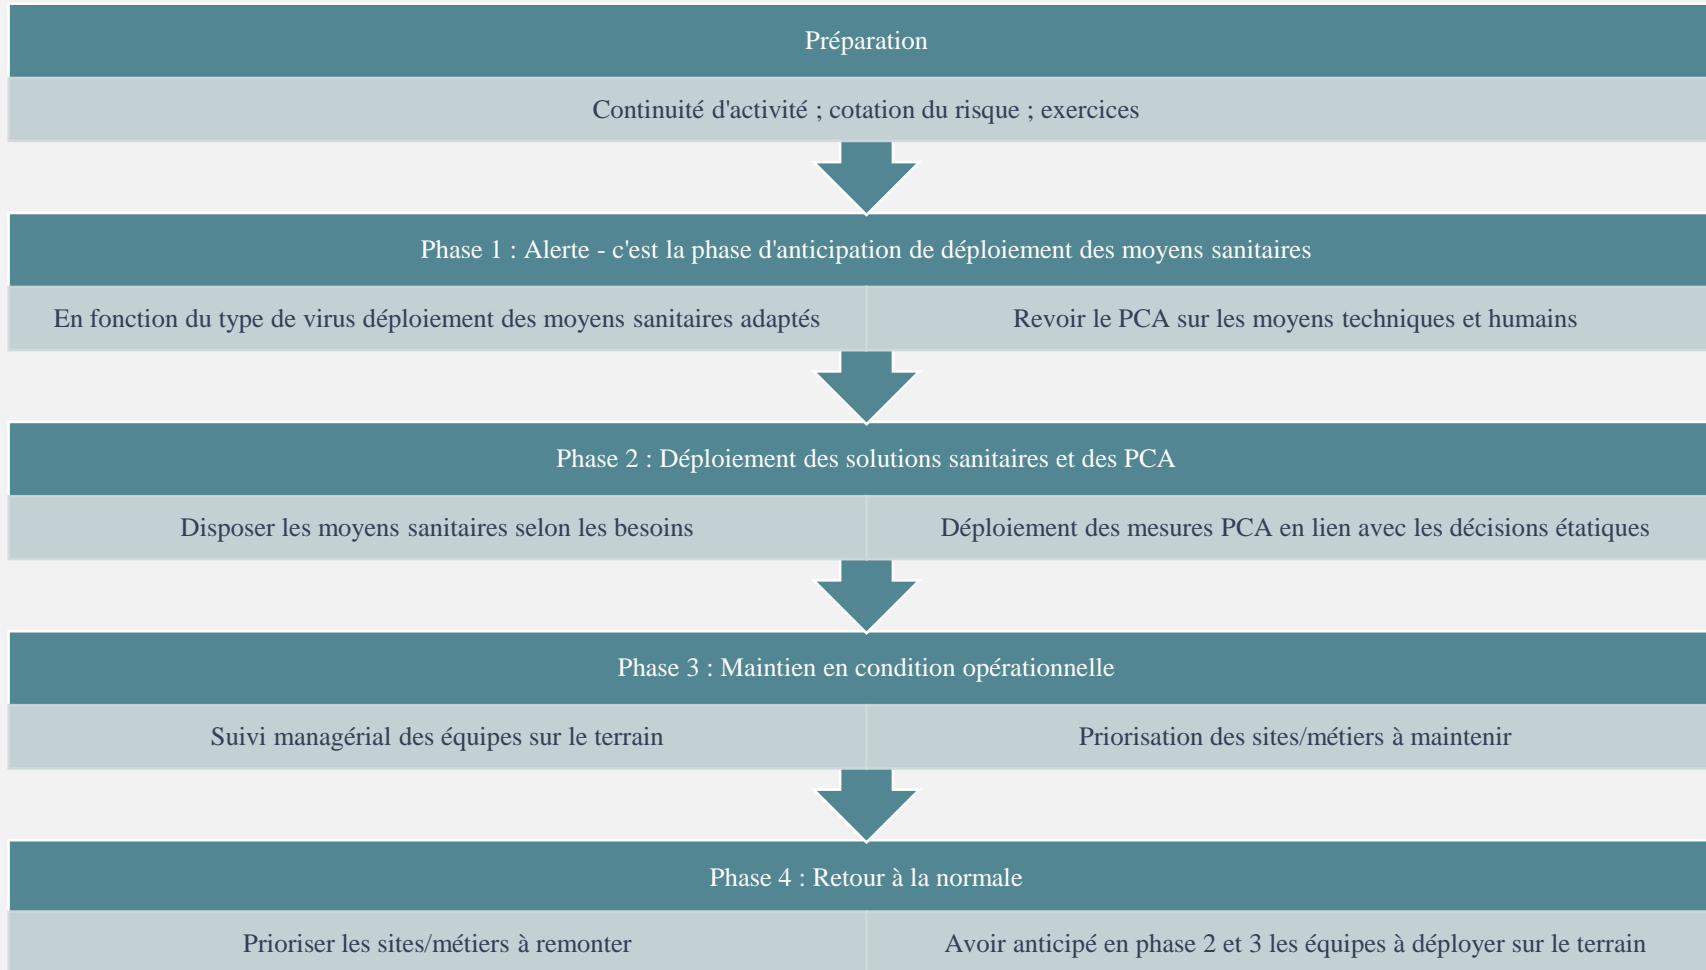 Préparation
Continuité d'activité ; cotation du risque ; exercices
Phase 1 : Alerte - c'est la phase d'anticipation de déploiement des moyens sanitaires
En fonction du type de virus déploiement des moyens sanitaires adaptés
Revoir le PCA sur les moyens techniques et humains
Phase 2 : Déploiement des solutions sanitaires et des PCA
Disposer les moyens sanitaires selon les besoins
Déploiement des mesures PCA en lien avec les décisions étatiques
Phase 3 : Maintien en condition opérationnelle
Suivi managérial des équipes sur le terrain
Priorisation des sites/métiers à maintenir
Phase 4 : Retour à la normale
Prioriser les sites/métiers à remonter
Avoir anticipé en phase 2 et 3 les équipes à déployer sur le terrain